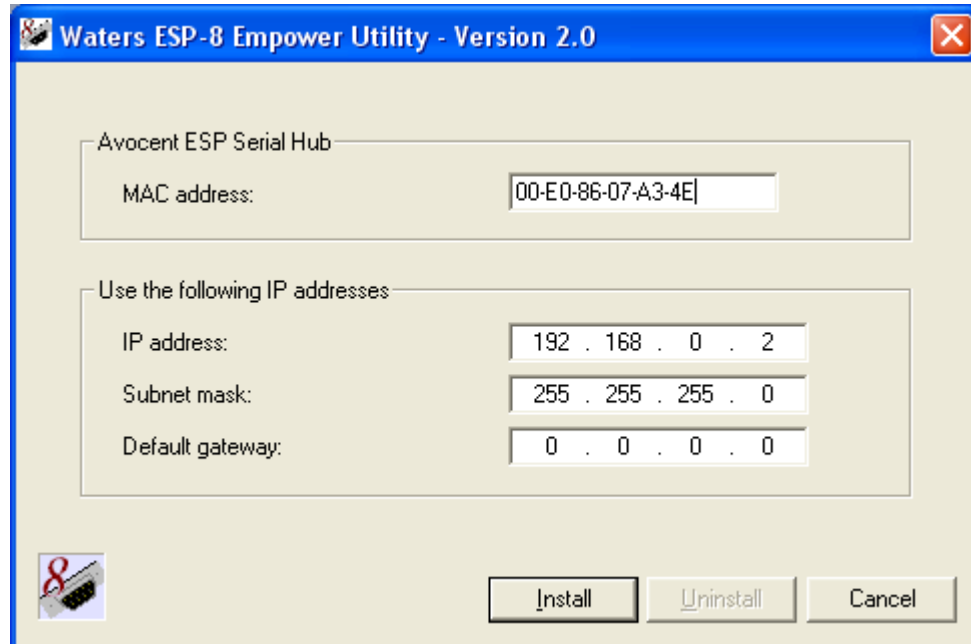 Waters ESP-8 Empower Utility - Version 2.0
Avocent ESP Serial Hub
MAC address: 00-E0-86-07-A3-4E
Use the following IP addresses
IP address: 192 . 168 . 0 . 2
Subnet mask: 255 . 255 . 255 . 0
Default gateway: 0 . 0 . 0 . 0
8
Install Uninstall Cancel